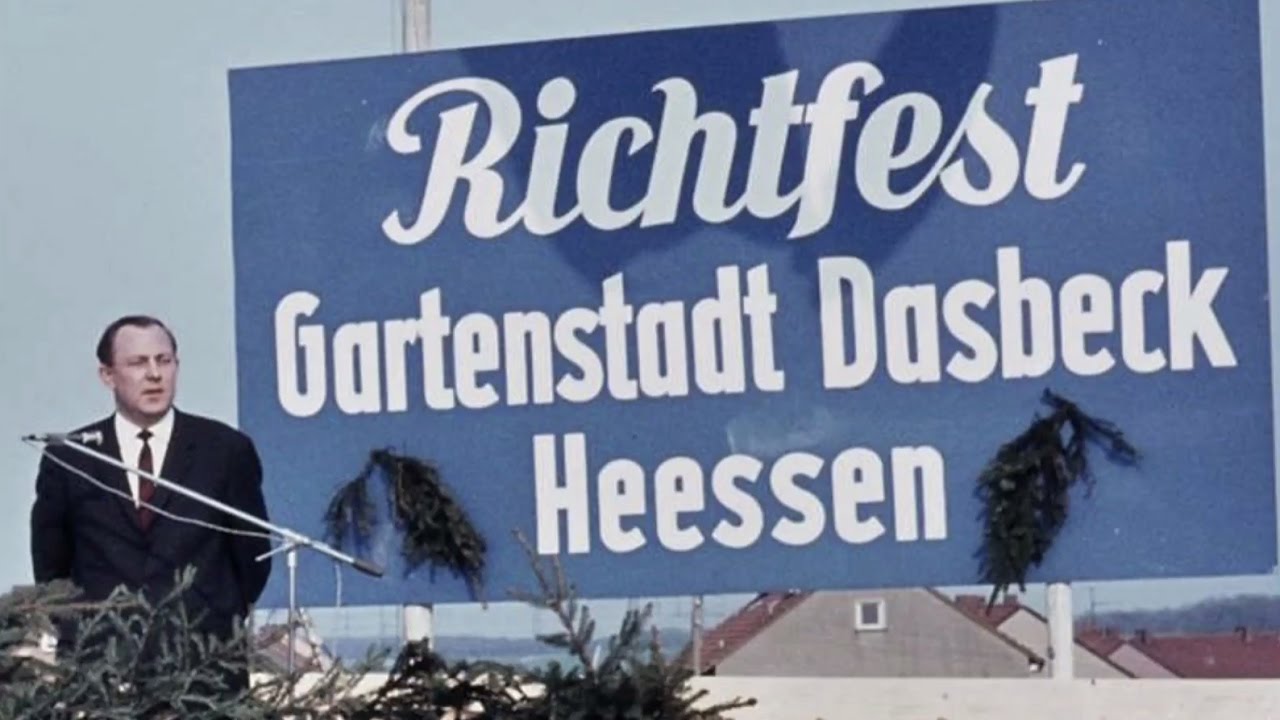 Richtfest
Gartenstadt Dasbeck
Heessen